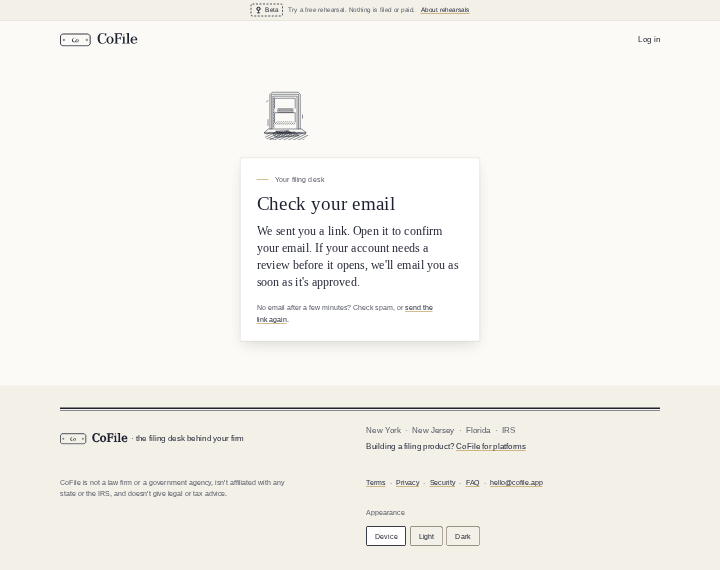 Beta Try a free rehearsal. Nothing is filed or paid. About rehearsals
Co CoFile
Log in
Your filing desk
Check your email
We sent you a link. Open it to confirm
your email. If your account needs a
review before it opens, we'll email you as
soon as it's approved.
No email after a few minutes? Check spam, or send the
link again.
Co CoFile · the filing desk behind your firm
New York · New Jersey · Florida · IRS
Building a filing product? CoFile for platforms
CoFile is not a law firm or a government agency, isn't affiliated with any
state or the IRS, and doesn't give legal or tax advice.
Terms · Privacy · Security · FAQ · hello@cofile.app
Appearance
Device Light Dark